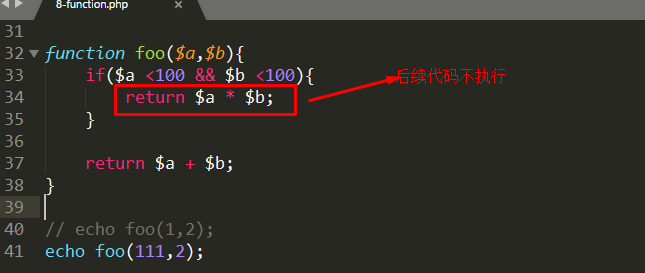 8-function.php ×
31
32 function foo($a,$b){
33 if($a <100 && $b <100){ 后续代码不执行
34 return $a * $b;
35 }
36
37 return $a + $b;
38 }
39
40 // echo foo(1,2);
41 echo foo(111,2);